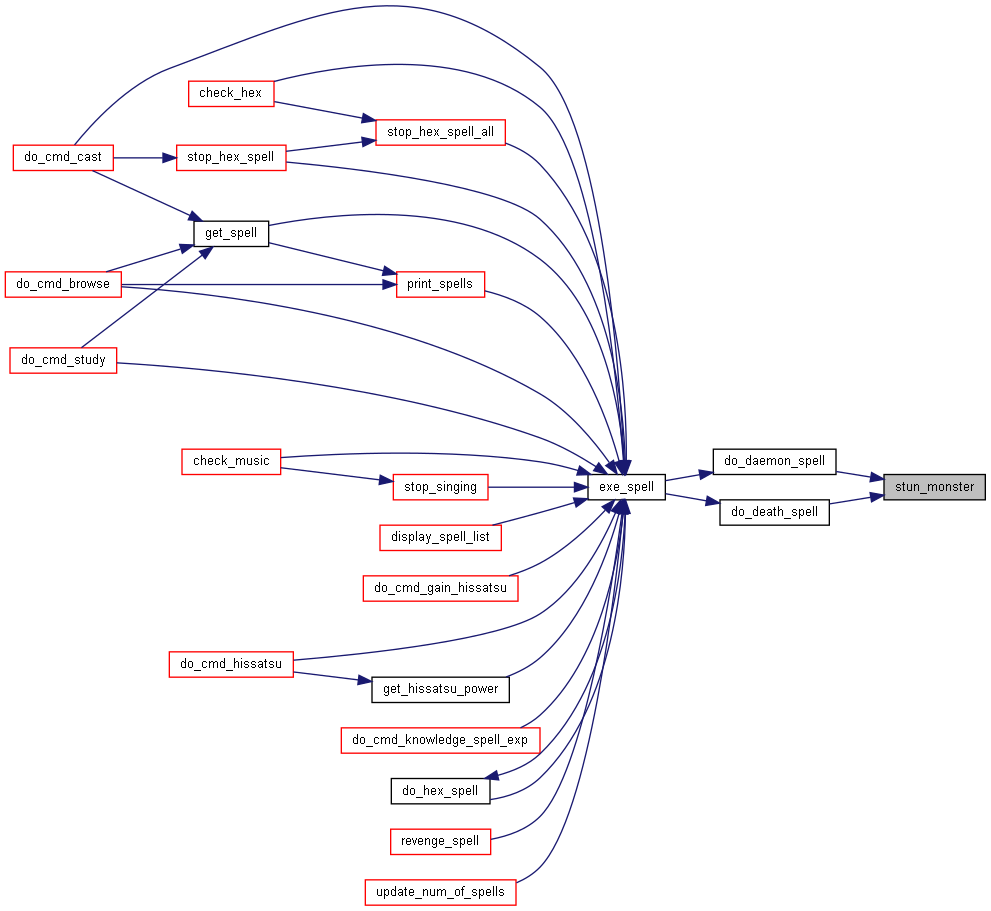 check_hex
stop_hex_spell_all
do_cmd_cast
stop_hex_spell
get_spell
do_cmd_browse
print_spells
do_cmd_study
check_music
do_daemon_spell
stop_singing
exe_spell
stun_monster
do_death_spell
display_spell_list
do_cmd_gain_hissatsu
do_cmd_hissatsu
get_hissatsu_power
do_cmd_knowledge_spell_exp
do_hex_spell
revenge_spell
update_num_of_spells